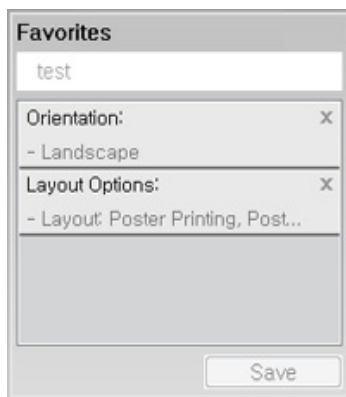 Favorites
test
Orientation: x
- Landscape
Layout Options: x
- Layout: Poster Printing, Post...
Save